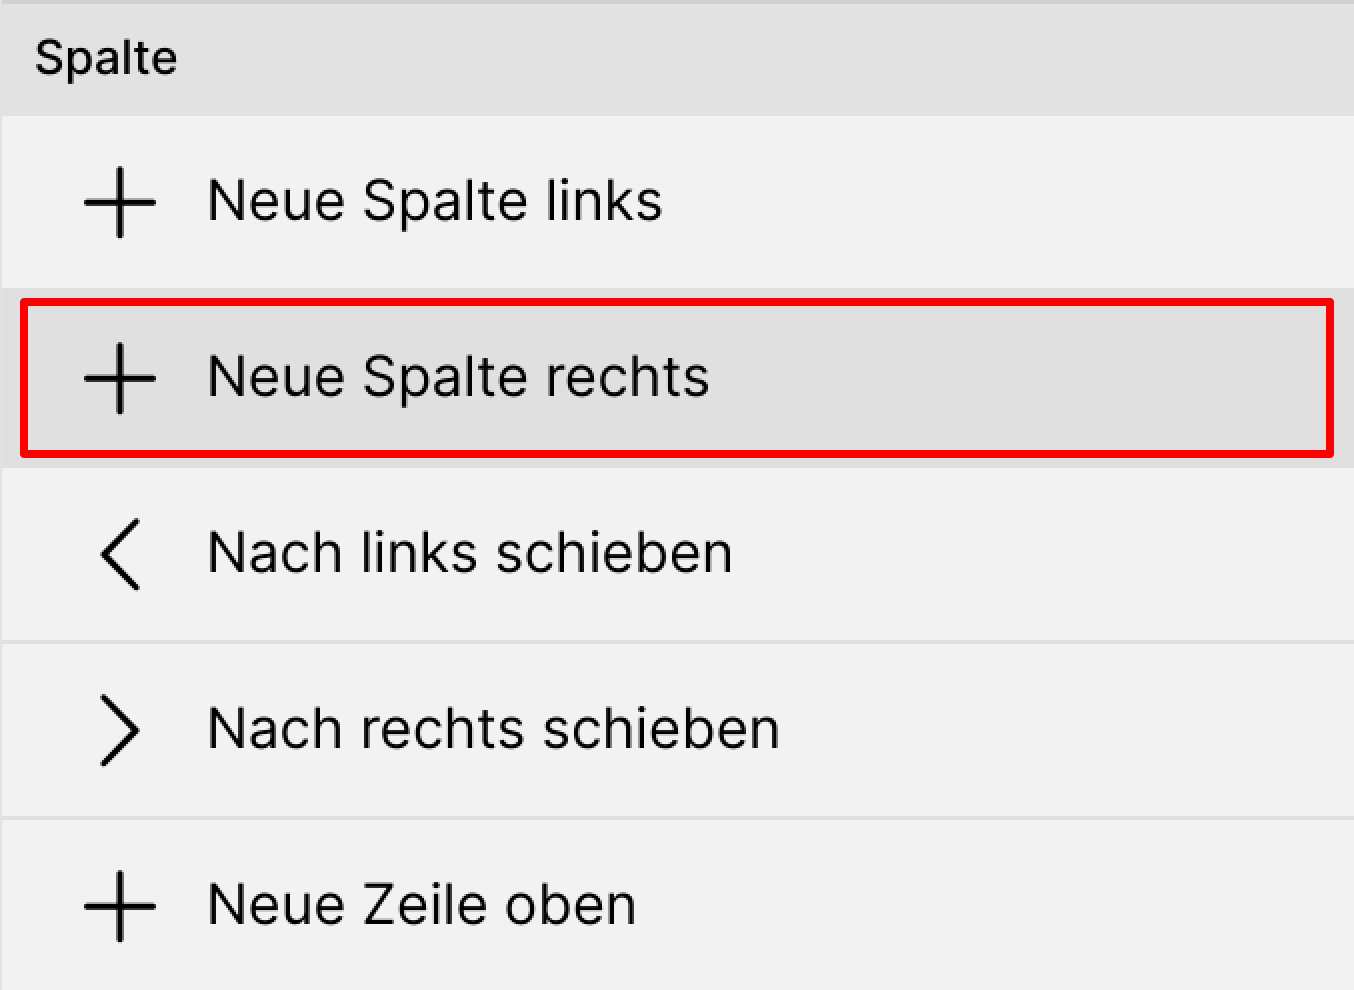 Spalte
Neue Spalte links
Neue Spalte rechts
Nach links schieben
Nach rechts schieben
Neue Zeile oben